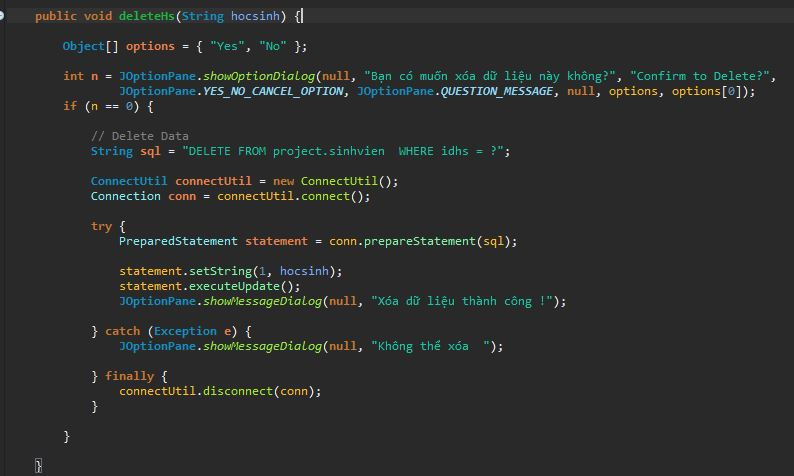 public void deleteHs(String hocsinh) {
Object[] options = { "Yes", "No" };
int n = JOptionPane.showOptionDialog(null, "Bạn có muốn xóa dữ liệu này không?", "Confirm to Delete?",
JOptionPane.YES_NO_CANCEL_OPTION, JOptionPane.QUESTION_MESSAGE, null, options, options[0]);
if (n == 0) {
// Delete Data
String sql = "DELETE FROM project.sinhvien  WHERE idhs = ?";
ConnectUtil connectUtil = new ConnectUtil();
Connection conn = connectUtil.connect();
try {
PreparedStatement statement = conn.prepareStatement(sql);
statement.setString(1, hocsinh);
statement.executeUpdate();
JOptionPane.showMessageDialog(null, "Xóa dữ liệu thành công !");
} catch (Exception e) {
JOptionPane.showMessageDialog(null, "Không thể xóa  ");
} finally {
connectUtil.disconnect(conn);
}
}
}